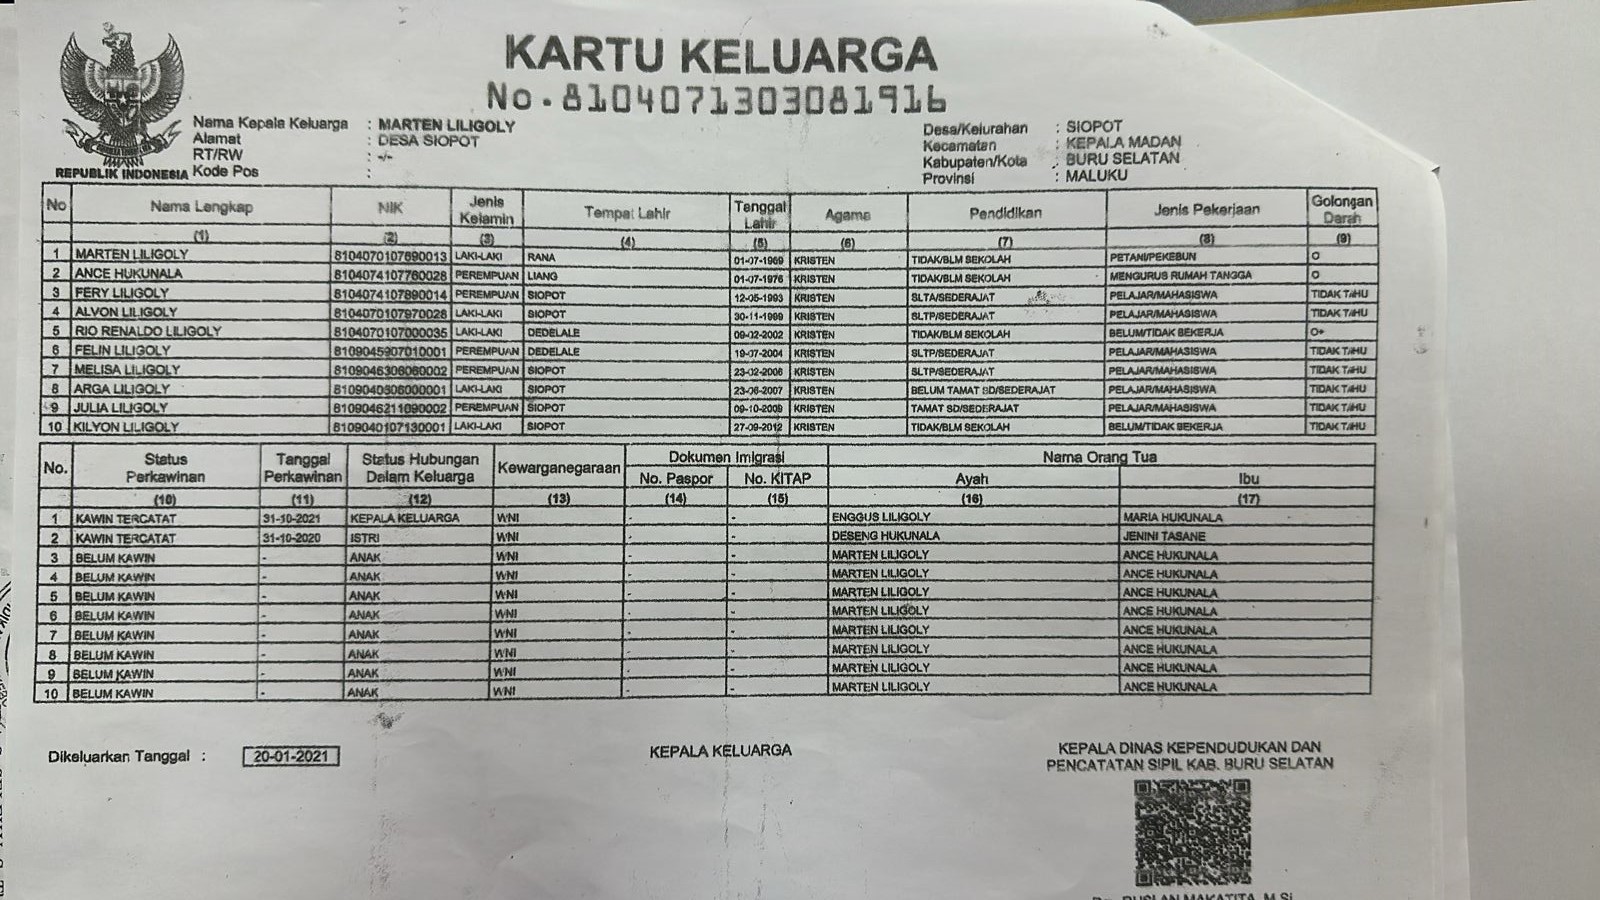 KARTU KELUARGA
No. 8104071303081916
Nama Kepala Keluarga : MARTEN LILIGOLY
Alamat : DESA SIOPOT
RT/RW : -/-
Kode Pos :
REPUBLIK INDONESIA
Desa/Kelurahan : SIOPOT
Kecamatan : KEPALA MADAN
Kabupaten/Kota : BURU SELATAN
Provinsi : MALUKU
No Nama Lengkap NIK Jenis Kelamin Tempat Lahir Tanggal Lahir Agama Pendidikan Jenis Pekerjaan Golongan Darah
(1) (2) (3) (4) (5) (6) (7) (8) (9)
1 MARTEN LILIGOLY 8104070107690013 LAKI-LAKI RANA 01-07-1969 KRISTEN TIDAK/BLM SEKOLAH PETANI/PEKEBUN O
2 ANCE HUKUNALA 8104074107760028 PEREMPUAN LIANG 01-07-1976 KRISTEN TIDAK/BLM SEKOLAH MENGURUS RUMAH TANGGA O
3 FERY LILIGOLY 8104074107890014 PEREMPUAN SIOPOT 12-05-1993 KRISTEN SLTA/SEDERAJAT PELAJAR/MAHASISWA TIDAK TAHU
4 ALVON LILIGOLY 8104070107970028 LAKI-LAKI SIOPOT 30-11-1999 KRISTEN SLTP/SEDERAJAT PELAJAR/MAHASISWA TIDAK TAHU
5 RIO RENALDO LILIGOLY 8104070107000035 LAKI-LAKI DEDELALE 09-02-2002 KRISTEN TIDAK/BLM SEKOLAH BELUM/TIDAK BEKERJA O+
6 FELIN LILIGOLY 8109045907010001 PEREMPUAN DEDELALE 19-07-2004 KRISTEN SLTP/SEDERAJAT PELAJAR/MAHASISWA TIDAK TAHU
7 MELISA LILIGOLY 8109046306060002 PEREMPUAN SIOPOT 23-02-2006 KRISTEN SLTP/SEDERAJAT PELAJAR/MAHASISWA TIDAK TAHU
8 ARGA LILIGOLY LAKI-LAKI SIOPOT 23-06-2007 KRISTEN BELUM TAMAT SD/SEDERAJAT PELAJAR/MAHASISWA TIDAK TAHU
9 JULIA LILIGOLY 8109046211090002 PEREMPUAN SIOPOT 09-10-2009 KRISTEN TAMAT SD/SEDERAJAT PELAJAR/MAHASISWA TIDAK TAHU
10 KILYON LILIGOLY 8109040107130001 LAKI-LAKI SIOPOT 27-09-2012 KRISTEN TIDAK/BLM SEKOLAH BELUM/TIDAK BEKERJA TIDAK TAHU
No. Status Perkawinan Tanggal Perkawinan Status Hubungan Dalam Keluarga Kewarganegaraan Dokumen Imigrasi Nama Orang Tua
No. Paspor No. KITAP Ayah Ibu
(10) (11) (12) (13) (14) (15) (16) (17)
1 KAWIN TERCATAT 31-10-2021 KEPALA KELUARGA WNI - - ENGGUS LILIGOLY MARIA HUKUNALA
2 KAWIN TERCATAT 31-10-2020 ISTRI WNI - - DESENG HUKUNALA JENINI TASANE
3 BELUM KAWIN - ANAK WNI - - MARTEN LILIGOLY ANCE HUKUNALA
4 BELUM KAWIN - ANAK WNI - - MARTEN LILIGOLY ANCE HUKUNALA
5 BELUM KAWIN - ANAK WNI - - MARTEN LILIGOLY ANCE HUKUNALA
6 BELUM KAWIN - ANAK WNI - - MARTEN LILIGOLY ANCE HUKUNALA
7 BELUM KAWIN - ANAK WNI - - MARTEN LILIGOLY ANCE HUKUNALA
8 BELUM KAWIN - ANAK WNI - - MARTEN LILIGOLY ANCE HUKUNALA
9 BELUM KAWIN - ANAK WNI - - MARTEN LILIGOLY ANCE HUKUNALA
10 BELUM KAWIN - ANAK WNI - - MARTEN LILIGOLY ANCE HUKUNALA
Dikeluarkan Tanggal : 20-01-2021
KEPALA KELUARGA
KEPALA DINAS KEPENDUDUKAN DAN
PENCATATAN SIPIL KAB. BURU SELATAN